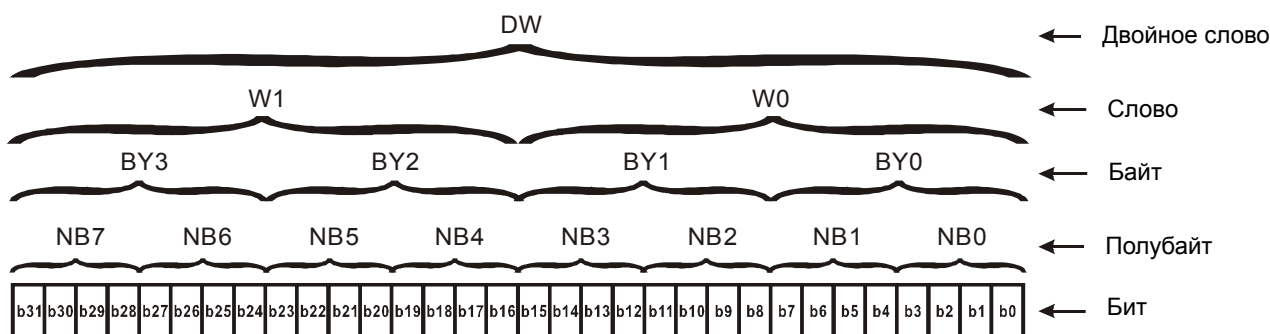 DW
Двойное слово
W1 W0
Слово
BY3 BY2 BY1 BY0
Байт
NB7 NB6 NB5 NB4 NB3 NB2 NB1 NB0
Полубайт
b31 b30 b29 b28 b27 b26 b25 b24 b23 b22 b21 b20 b19 b18 b17 b16 b15 b14 b13 b12 b11 b10 b9 b8 b7 b6 b5 b4 b3 b2 b1 b0
Бит